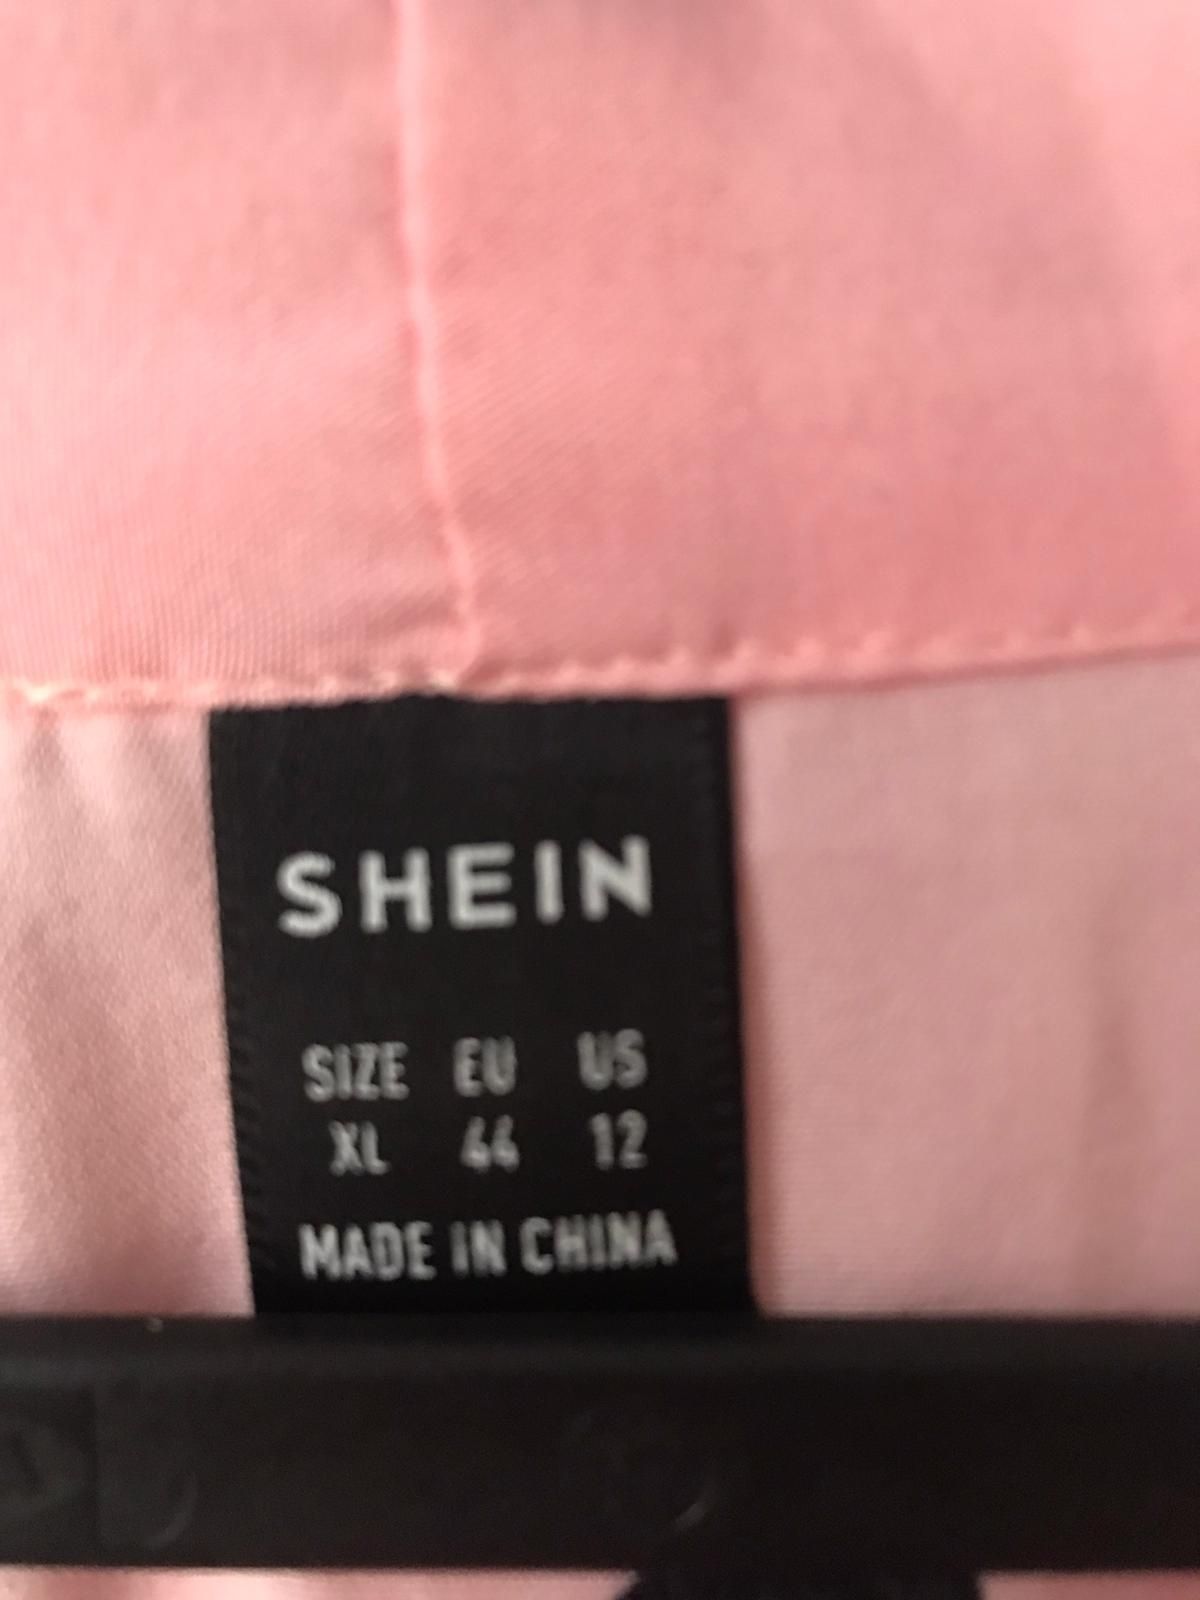 SHEIN
SIZE EU US
XL 44 12
MADE IN CHINA